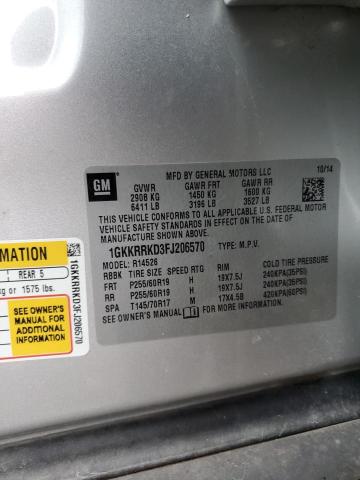 GM
MFD BY GENERAL MOTORS LLC 10/14
GVWR GAWR FRT GAWR RR
2908 KG 1450 KG 1600 KG
6411 LB 3196 LB 3527 LB
THIS VEHICLE CONFORMS TO ALL APPLICABLE U.S. FEDERAL MOTOR
VEHICLE SAFETY, BUMPER, AND THEFT PREVENTION STANDARDS IN
EFFECT ON THE DATE OF MANUFACTURE SHOWN ABOVE.
1GKKRRKD3FJ206570 TYPE: M.P.V.
MODEL: R14526
RBBK TIRE SIZE SPEED RTG RIM COLD TIRE PRESSURE
FRT P255/60R19 H 19X7.5J 240KPA(35PSI)
RR P255/60R19 H 19X7.5J 240KPA(35PSI)
SPA T145/70R17 M 17X4.5B 420KPA(60PSI)
SEE OWNER'S MANUAL FOR MORE INFORMATION.
MATION
REAR 5
kg or 1575 lbs.
SEE OWNER'S
MANUAL FOR
ADDITIONAL
INFORMATION
1GKKRRKD3FJ206570